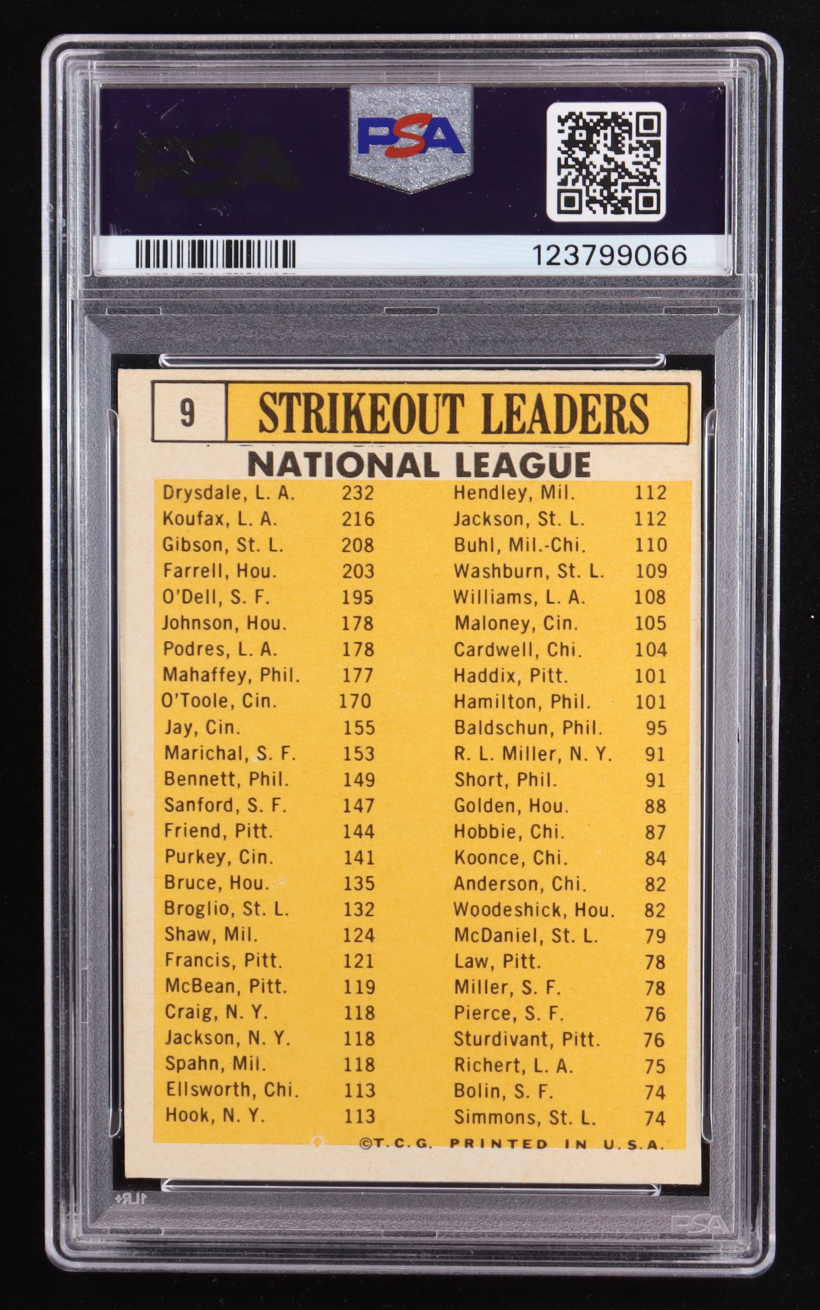 PSA
PSA
123799066
9 STRIKEOUT LEADERS
NATIONAL LEAGUE
Drysdale, L. A. 232 Hendley, Mil. 112
Koufax, L. A. 216 Jackson, St. L. 112
Gibson, St. L. 208 Buhl, Mil.-Chi. 110
Farrell, Hou. 203 Washburn, St. L. 109
O'Dell, S. F. 195 Williams, L. A. 108
Johnson, Hou. 178 Maloney, Cin. 105
Podres, L. A. 178 Cardwell, Chi. 104
Mahaffey, Phil. 177 Haddix, Pitt. 101
O'Toole, Cin. 170 Hamilton, Phil. 101
Jay, Cin. 155 Baldschun, Phil. 95
Marichal, S. F. 153 R. L. Miller, N. Y. 91
Bennett, Phil. 149 Short, Phil. 91
Sanford, S. F. 147 Golden, Hou. 88
Friend, Pitt. 144 Hobbie, Chi. 87
Purkey, Cin. 141 Koonce, Chi. 84
Bruce, Hou. 135 Anderson, Chi. 82
Broglio, St. L. 132 Woodeshick, Hou. 82
Shaw, Mil. 124 McDaniel, St. L. 79
Francis, Pitt. 121 Law, Pitt. 78
McBean, Pitt. 119 Miller, S. F. 78
Craig, N. Y. 118 Pierce, S. F. 76
Jackson, N. Y. 118 Sturdivant, Pitt. 76
Spahn, Mil. 118 Richert, L. A. 75
Ellsworth, Chi. 113 Bolin, S. F. 74
Hook, N. Y. 113 Simmons, St. L. 74
©T.C.G. PRINTED IN U.S.A.
PSA